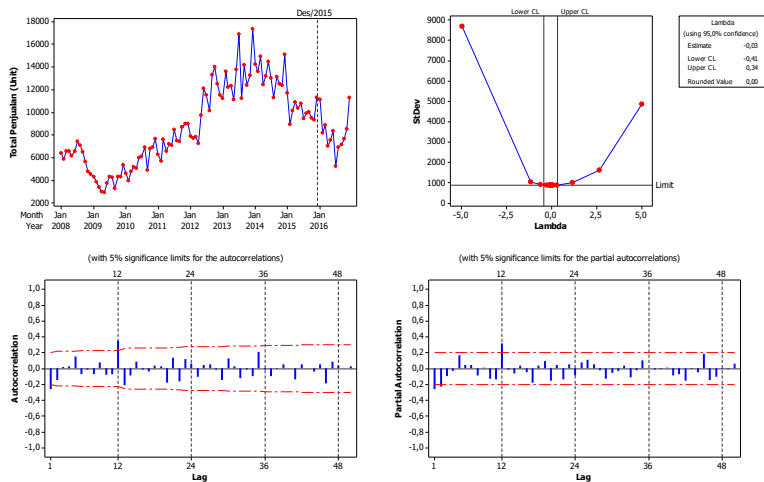 Des/2015
Total Penjualan (Unit)
18000
16000
14000
12000
10000
8000
6000
4000
2000
Month Jan Jan Jan Jan Jan Jan Jan Jan Jan
Year 2008 2009 2010 2011 2012 2013 2014 2015 2016
Lower CL Upper CL
StDev
9000
8000
7000
6000
5000
4000
3000
2000
1000
0
Limit
-5,0 -2,5 0,0 2,5 5,0
Lambda
Lambda
(using 95,0% confidence)
Estimate -0,03
Lower CL -0,41
Upper CL 0,34
Rounded Value 0,00
(with 5% significance limits for the autocorrelations)
12 24 36 48
Autocorrelation
1,0
0,8
0,6
0,4
0,2
0,0
-0,2
-0,4
-0,6
-0,8
-1,0
1 12 24 36 48
Lag
(with 5% significance limits for the partial autocorrelations)
12 24 36 48
Partial Autocorrelation
1,0
0,8
0,6
0,4
0,2
0,0
-0,2
-0,4
-0,6
-0,8
-1,0
1 12 24 36 48
Lag